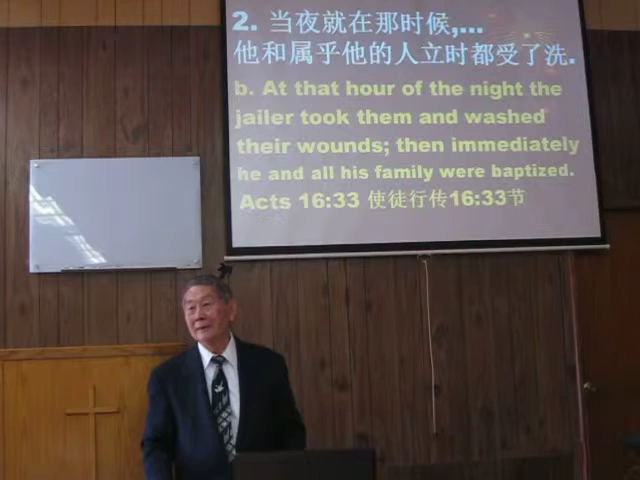 2. 当夜就在那时候,...
他和属乎他的人立时都受了洗.
b. At that hour of the night the
jailer took them and washed
their wounds; then immediately
he and all his family were baptized.
Acts 16:33 使徒行传16:33节